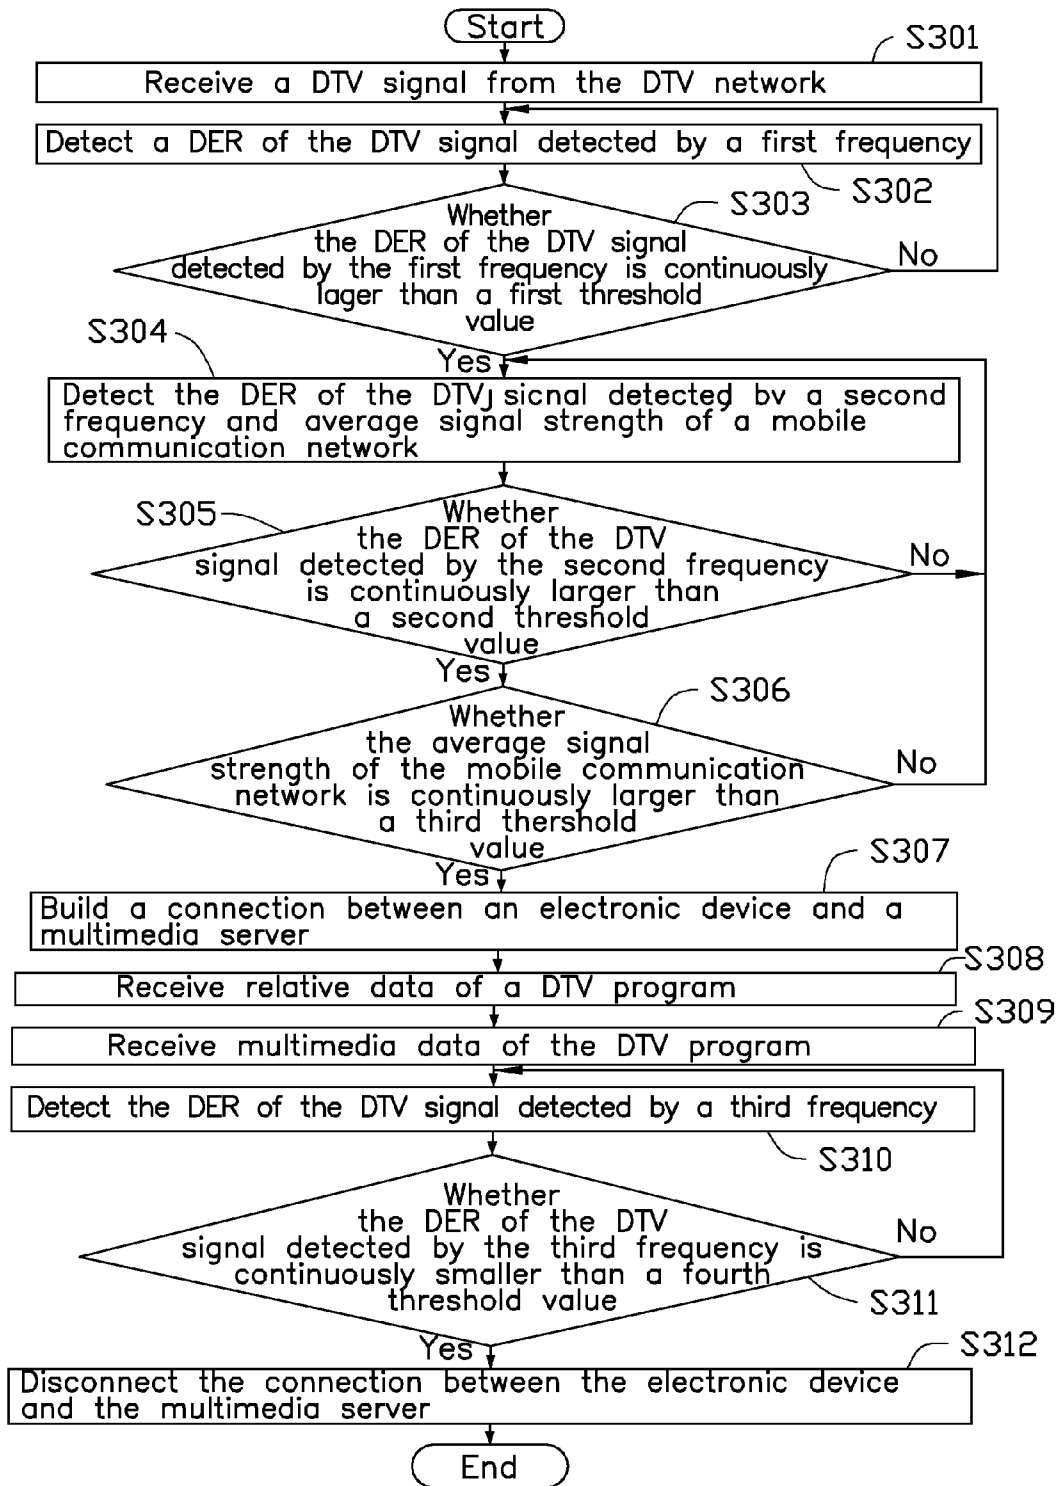 Start
S301
Receive a DTV signal from the DTV network
Detect a DER of the DTV signal detected by a first frequency
S302
S303
Whether
the DER of the DTV signal
detected by the first frequency is continuously
lager than a first threshold
value
No
S304
Yes
Detect the DER of the DTVJ sicnal detected bv a second
frequency and average signal strength of a mobile
communication network
S305
Whether
the DER of the DTV
signal detected by the second frequency
is continuously larger than
a second threshold
value
No
Yes
S306
Whether
the average signal
strength of the mobile communication
network is continuously larger than
a third thershold
value
No
Yes
S307
Build a connection between an electronic device and a
multimedia server
S308
Receive relative data of a DTV program
S309
Receive multimedia data of the DTV program
Detect the DER of the DTV signal detected by a third frequency
S310
Whether
the DER of the DTV
signal detected by the third frequency is
continuously smaller than a fourth
threshold value
No
S311
Yes
S312
Disconnect the connection between the electronic device
and the multimedia server
End